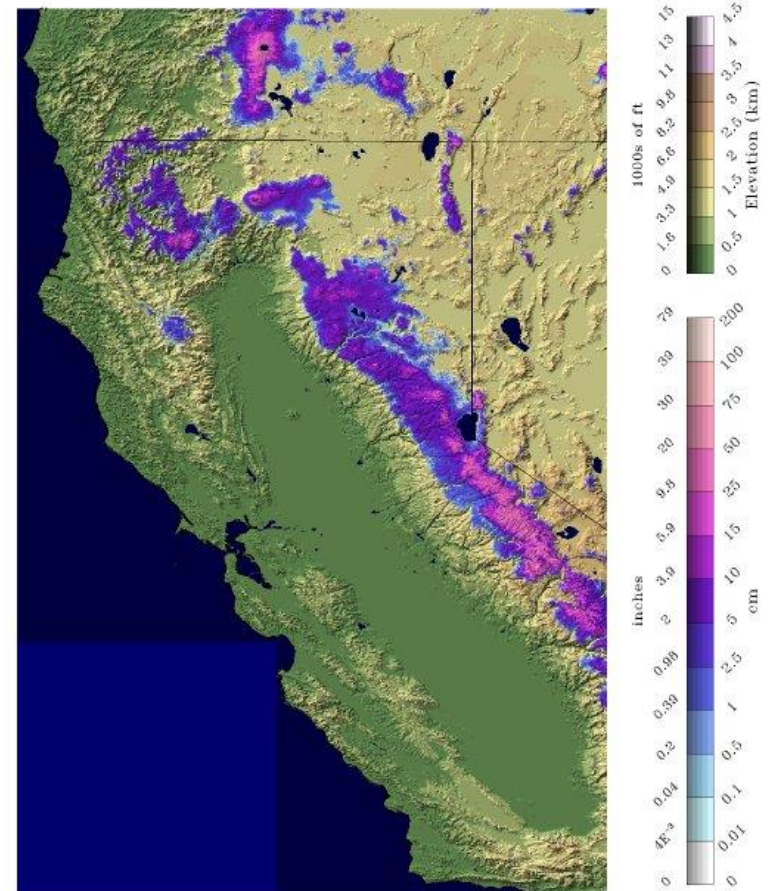 1000s of ft
0 1.6 3.3 4.9 6.6 8.2 9.8 11 13 15
0 0.5 1 1.5 2 2.5 3 3.5 4 4.5
Elevation (km)
inches
0 4E⁻³ 0.04 0.2 0.39 0.98 2 3.9 5.9 9.8 20 30 39 79
0 0.01 0.1 0.5 1 2.5 5 10 15 25 50 75 100 200
cm